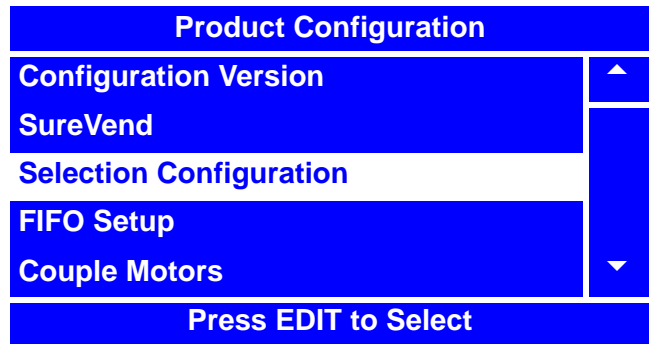 Product Configuration
Configuration Version
SureVend
Selection Configuration
FIFO Setup
Couple Motors
Press EDIT to Select